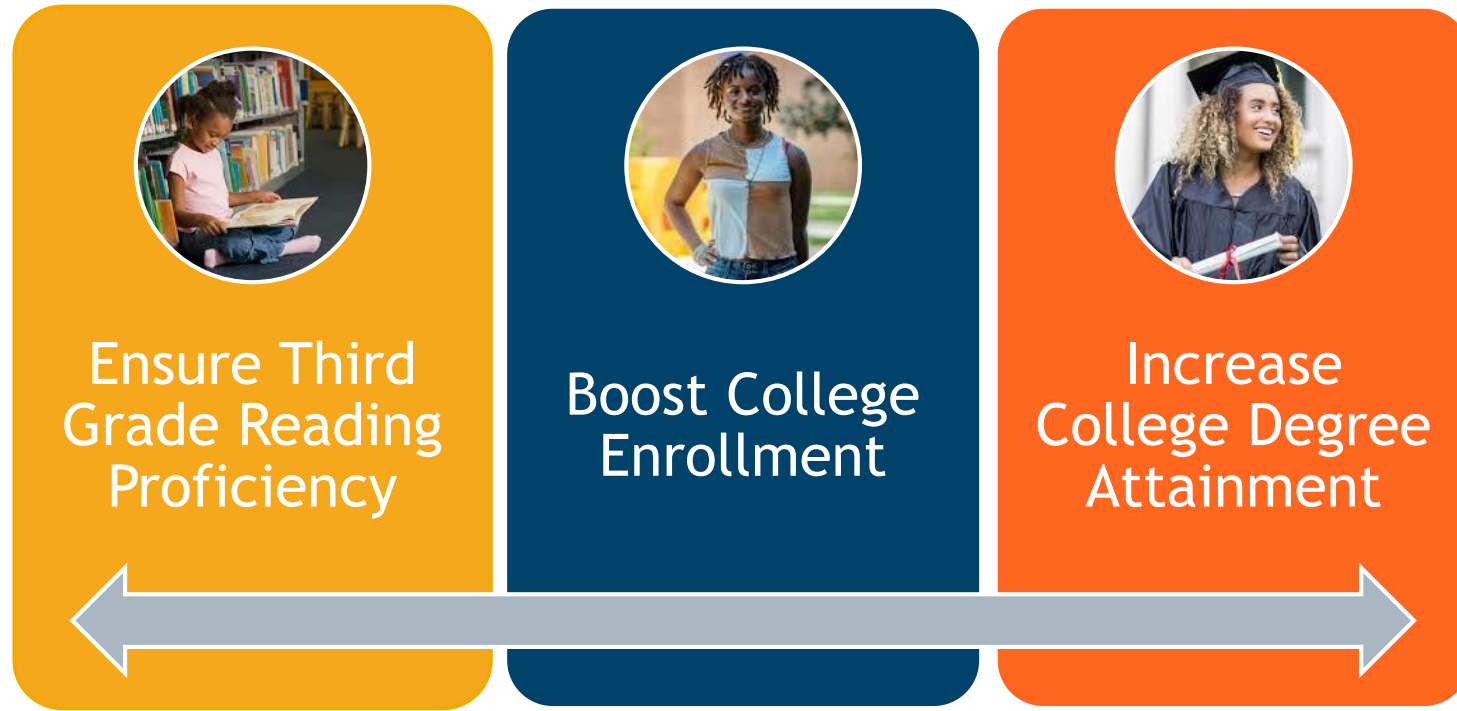 Ensure Third
Grade Reading
Proficiency
Boost College
Enrollment
Increase
College Degree
Attainment